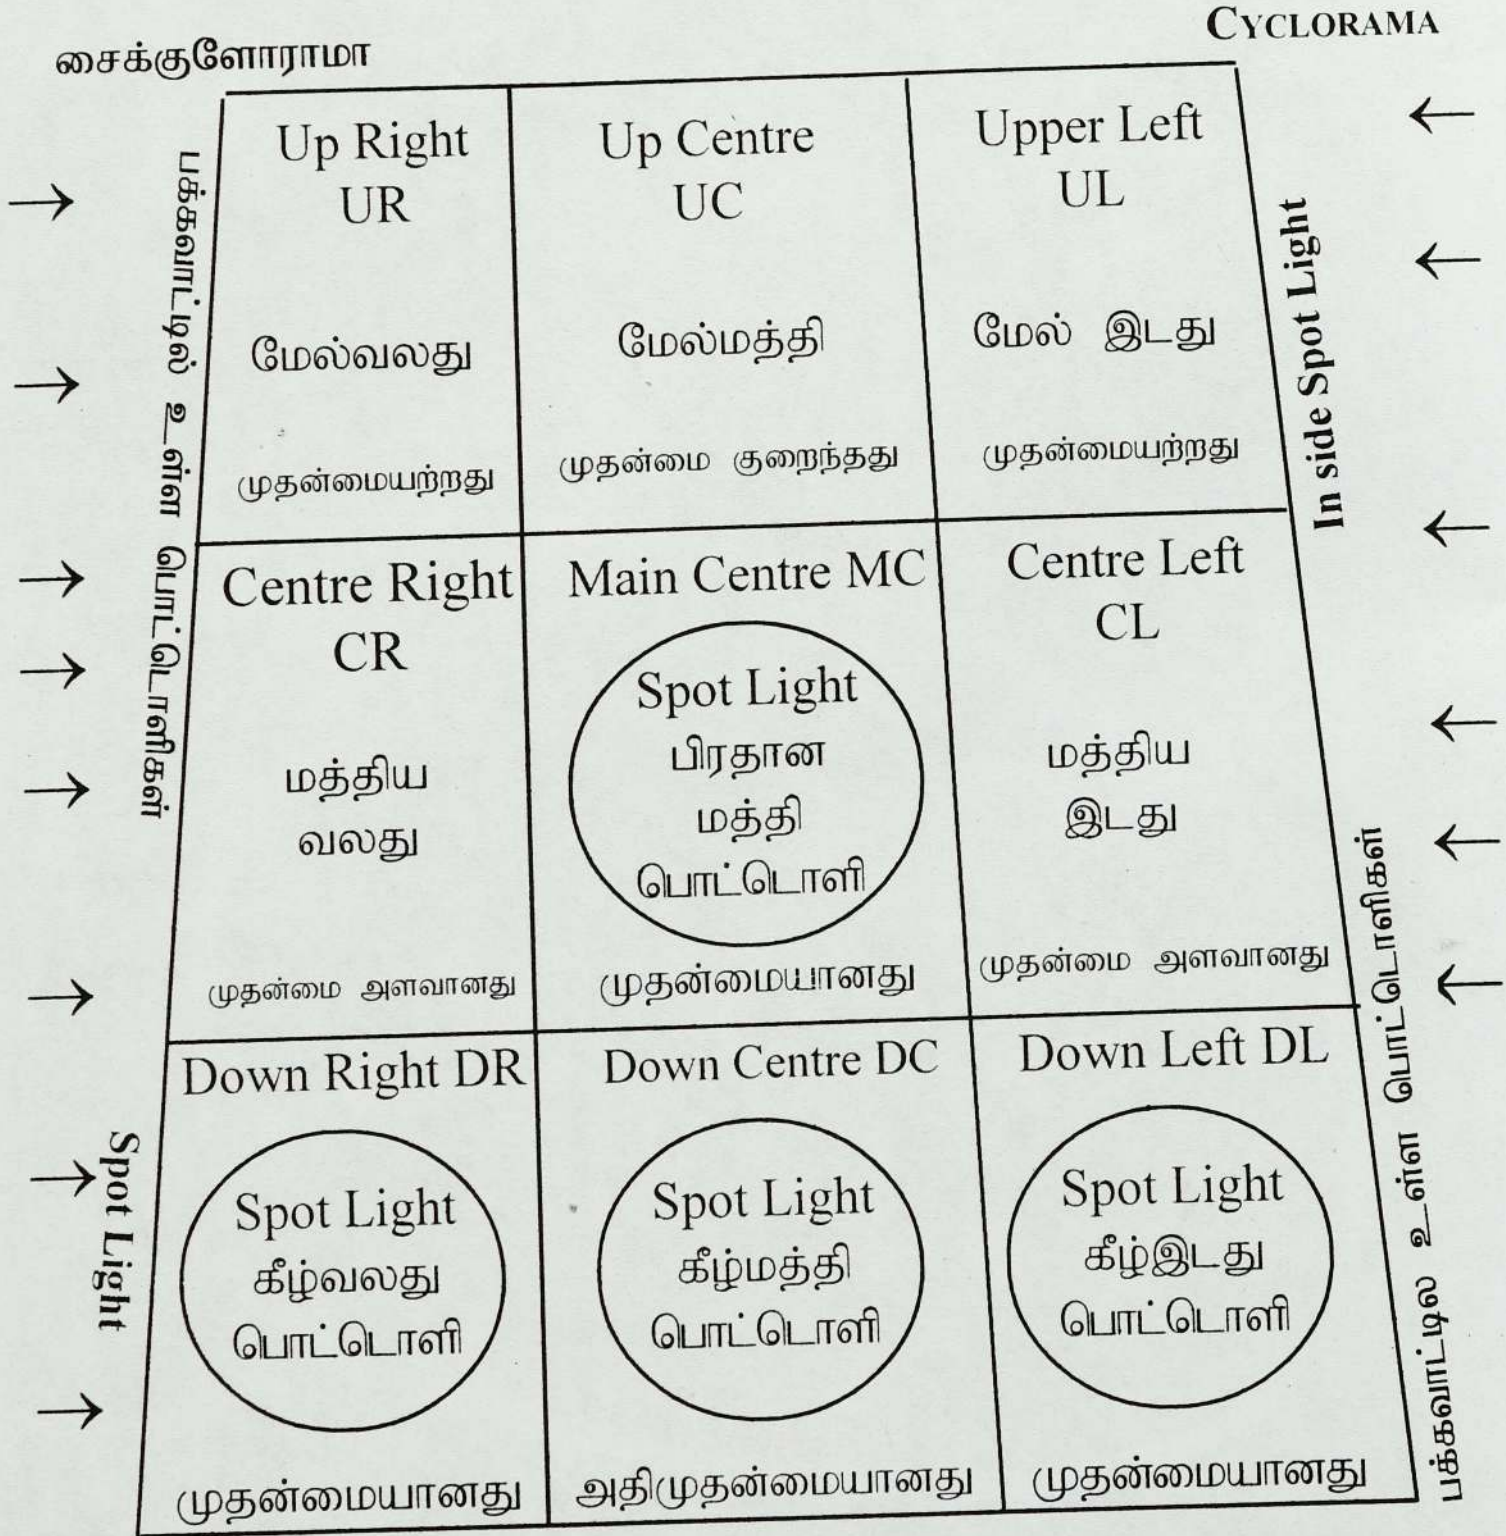 சைக்குளோராமா
CYCLORAMA
Up Right
UR
மேல்வலது
முதன்மையற்றது
Up Centre
UC
மேல்மத்தி
முதன்மை குறைந்தது
Upper Left
UL
மேல் இடது
முதன்மையற்றது
பக்கவாட்டில் உள்ள பொட்டொளிகள்
In side Spot Light
Centre Right
CR
மத்திய
வலது
முதன்மை அளவானது
Main Centre MC
Spot Light
பிரதான
மத்தி
பொட்டொளி
முதன்மையானது
Centre Left
CL
மத்திய
இடது
முதன்மை அளவானது
Spot Light
Down Right DR
Spot Light
கீழ்வலது
பொட்டொளி
முதன்மையானது
Down Centre DC
Spot Light
கீழ்மத்தி
பொட்டொளி
அதிமுதன்மையானது
Down Left DL
Spot Light
கீழ்இடது
பொட்டொளி
முதன்மையானது
பக்கவாட்டில உள்ள பொட்டொளிகள்